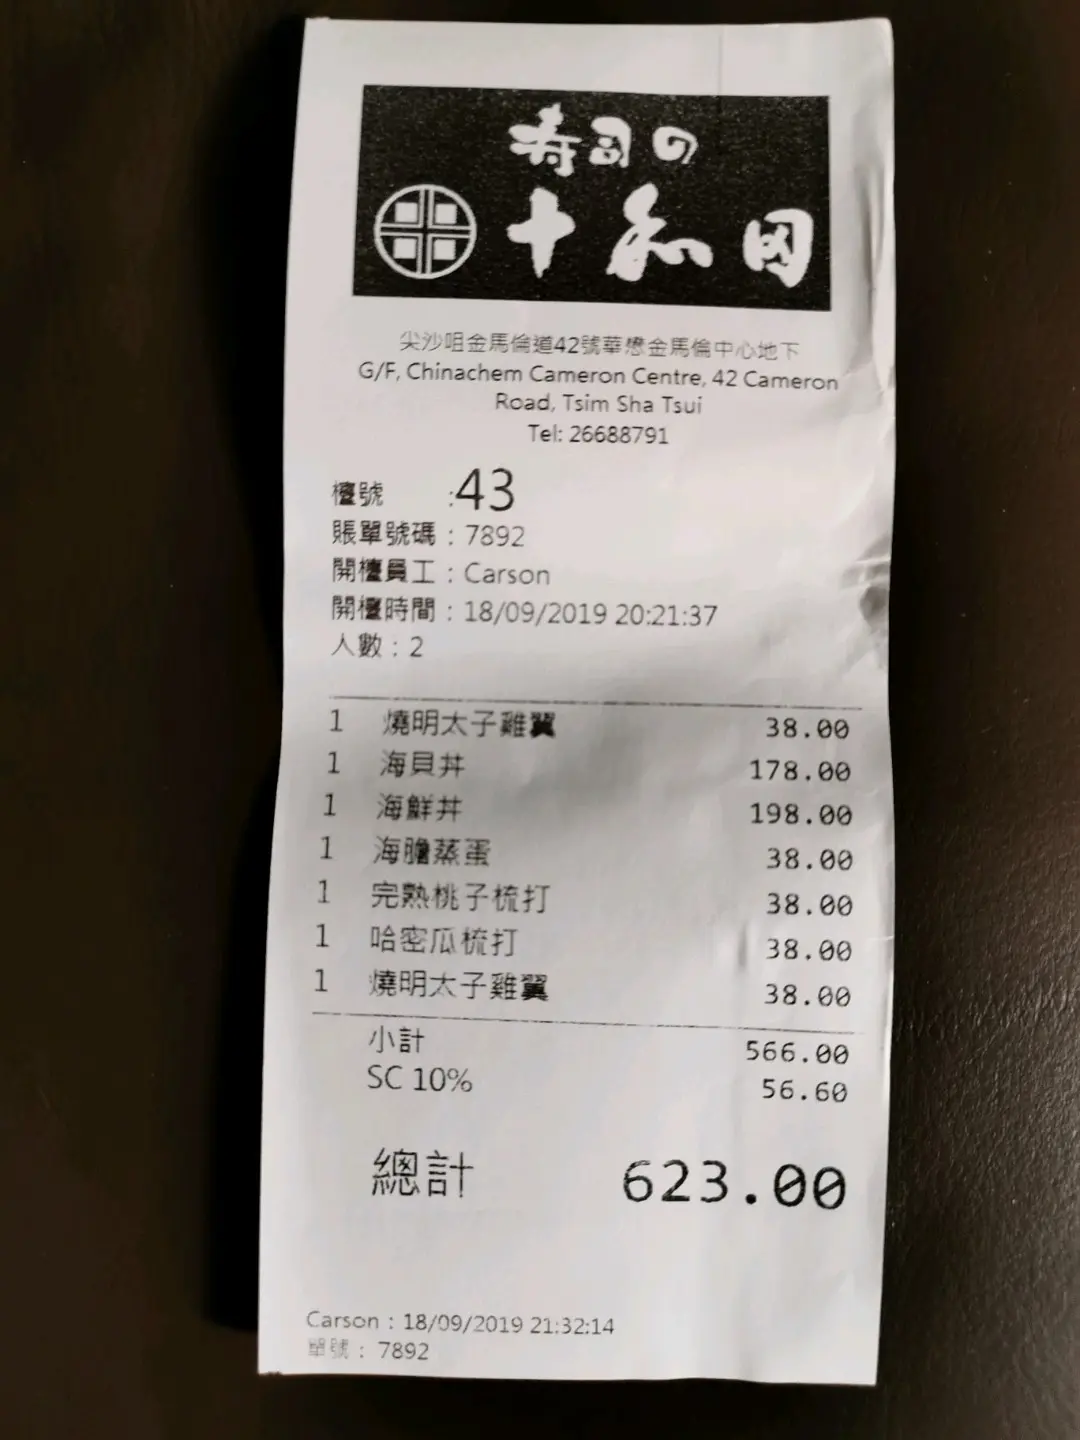 寿司の
十和田
尖沙咀金馬倫道42號華懋金馬倫中心地下
G/F, Chinachem Cameron Centre, 42 Cameron
Road, Tsim Sha Tsui
Tel: 26688791
檯號 :43
賬單號碼 : 7892
開檯員工 : Carson
開檯時間 : 18/09/2019 20:21:37
人數 : 2
1 燒明太子雞翼 38.00
1 海貝丼 178.00
1 海鮮丼 198.00
1 海膽蒸蛋 38.00
1 完熟桃子梳打 38.00
1 哈密瓜梳打 38.00
1 燒明太子雞翼 38.00
小計 566.00
SC 10% 56.60
總計 623.00
Carson : 18/09/2019 21:32:14
單號 : 7892